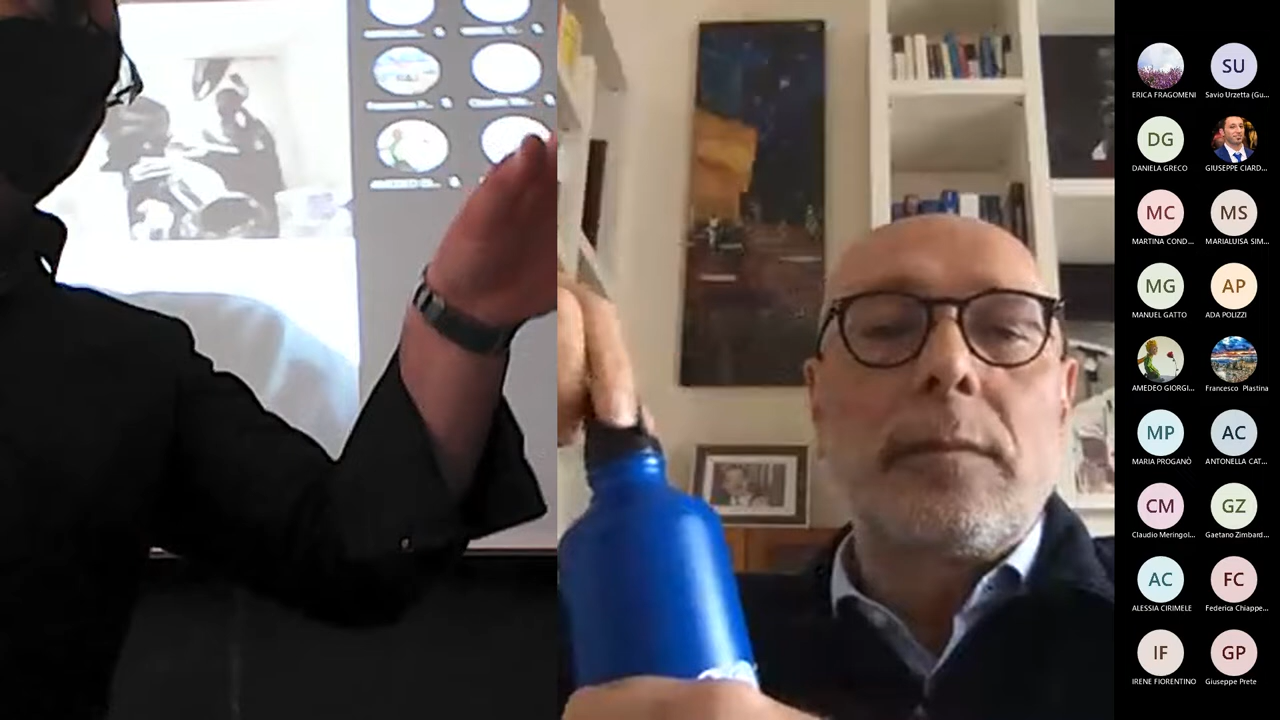 ERICA FRAGOMENI
SU
Savio Urzetta (Gu...
DG
DANIELA GRECO
GIUSEPPE CIARD...
MC
MARTINA COND...
MS
MARIALUISA SIM...
MG
MANUEL GATTO
AP
ADA POLIZZI
AMEDEO GIORGI...
Francesco Plastina
MP
MARIA PROGANÒ
AC
ANTONELLA CAT...
CM
Claudio Meringol...
GZ
Gaetano Zimbard...
AC
ALESSIA CIRIMELE
FC
Federica Chiappe...
IF
IRENE FIORENTINO
GP
Giuseppe Prete